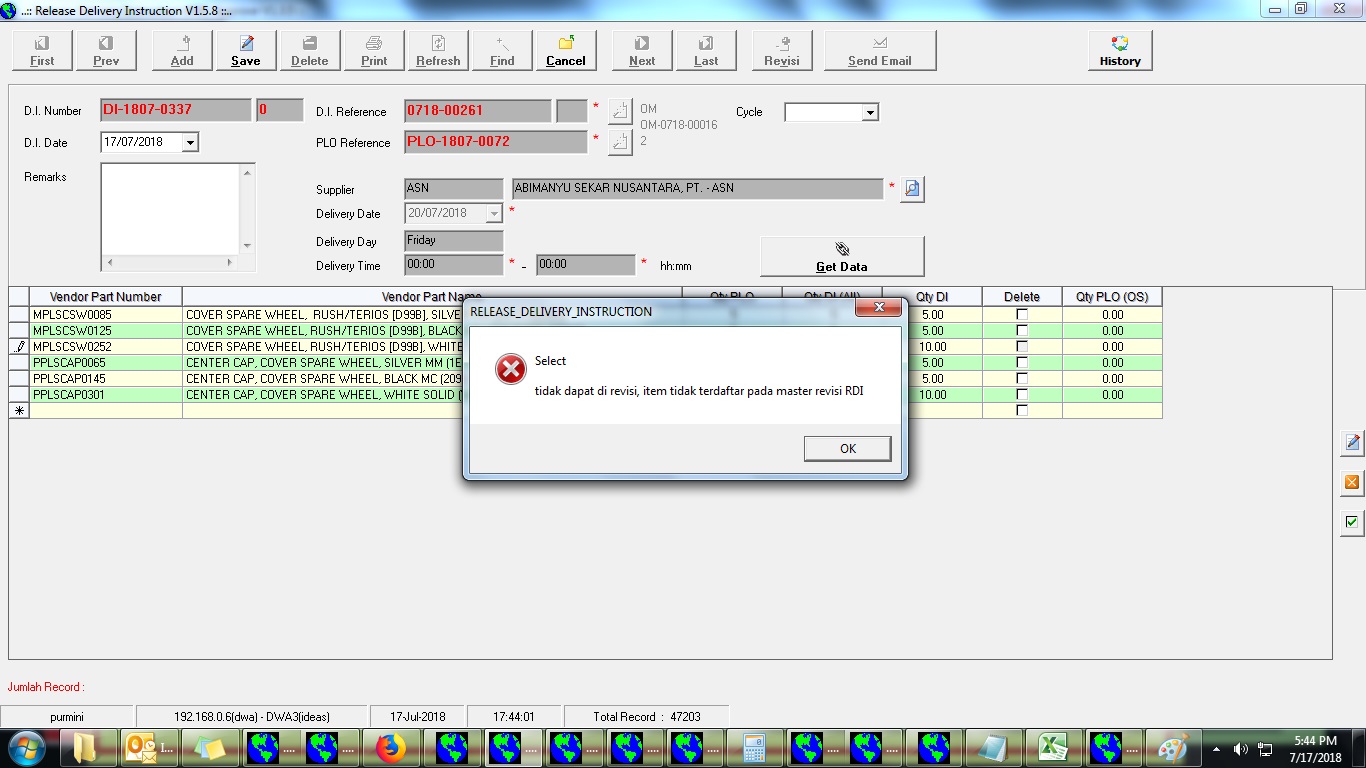 ..:: Release Delivery Instruction V1.5.8 ::..
First Prev Add Save Delete Print Refresh Find Cancel Next Last Revisi Send Email History
D.I. Number DI-1807-0337 0 D.I. Reference 0718-00261 * OM Cycle
OM-0718-00016
D.I. Date 17/07/2018 PLO Reference PLO-1807-0072 * 2
Remarks
Supplier ASN ABIMANYU SEKAR NUSANTARA, PT. - ASN *
Delivery Date 20/07/2018 *
Delivery Day Friday
Delivery Time 00:00 * - 00:00 * hh:mm
Get Data
Vendor Part Number Vendor Part Name Qty PLO Qty DI (All) Qty DI Delete Qty PLO (OS)
MPLSCSW0085 COVER SPARE WHEEL, RUSH/TERIOS [D99B], SILVE 5.00 0.00
MPLSCSW0125 COVER SPARE WHEEL, RUSH/TERIOS [D99B], BLACK 5.00 0.00
MPLSCSW0252 COVER SPARE WHEEL, RUSH/TERIOS [D99B], WHITE 10.00 0.00
PPLSCAP0065 CENTER CAP, COVER SPARE WHEEL, SILVER MM (1E 5.00 0.00
PPLSCAP0145 CENTER CAP, COVER SPARE WHEEL, BLACK MC (209 5.00 0.00
PPLSCAP0301 CENTER CAP, COVER SPARE WHEEL, WHITE SOLID ( 10.00 0.00
RELEASE_DELIVERY_INSTRUCTION
Select
tidak dapat di revisi, item tidak terdaftar pada master revisi RDI
OK
Jumlah Record :
purmini 192.168.0.6(dwa) - DWA3(ideas) 17-Jul-2018 17:44:01 Total Record : 47203
I... .... .... .... .... .... .... .... .... ....
5:44 PM
7/17/2018